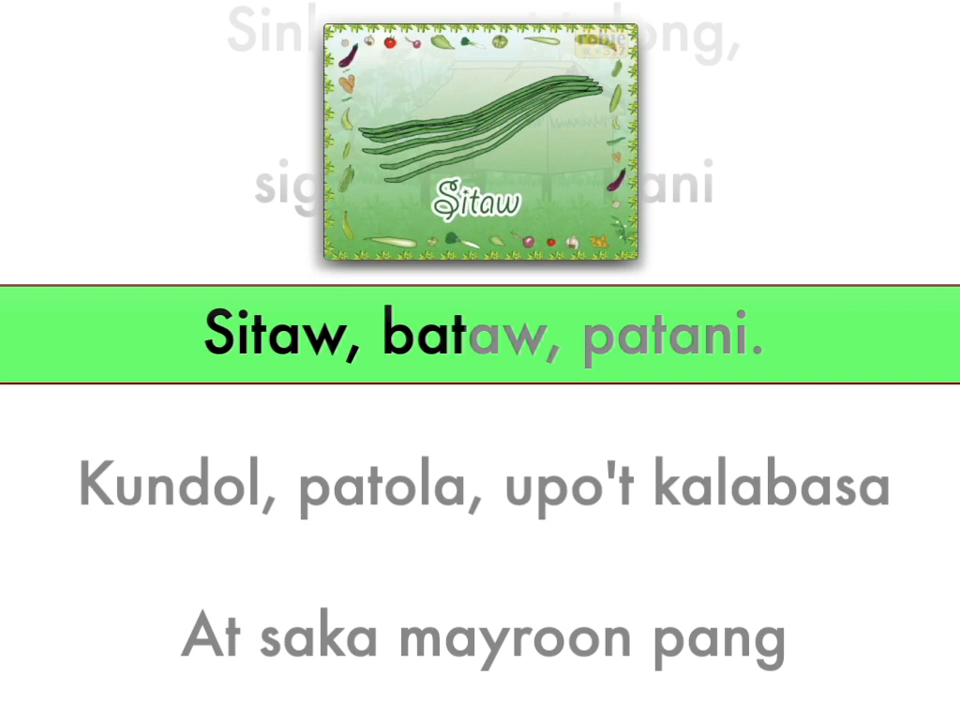 Sitaw
Sitaw, bataw, patani.
Kundol, patola, upo't kalabasa
At saka mayroon pang